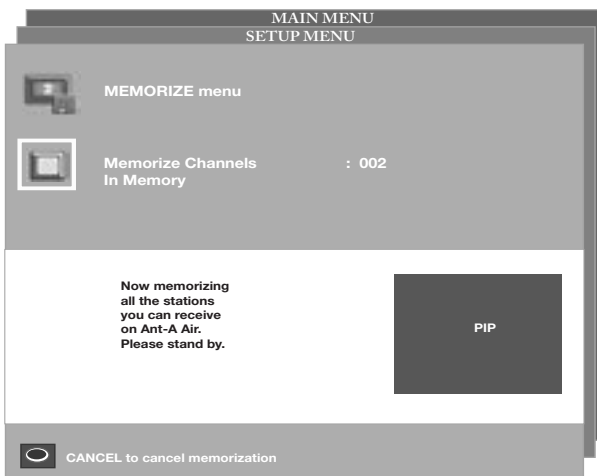 MAIN MENU
SETUP MENU
MEMORIZE menu
Memorize Channels : 002
In Memory
Now memorizing
all the stations
you can receive
on Ant-A Air.
Please stand by.
PIP
CANCEL to cancel memorization